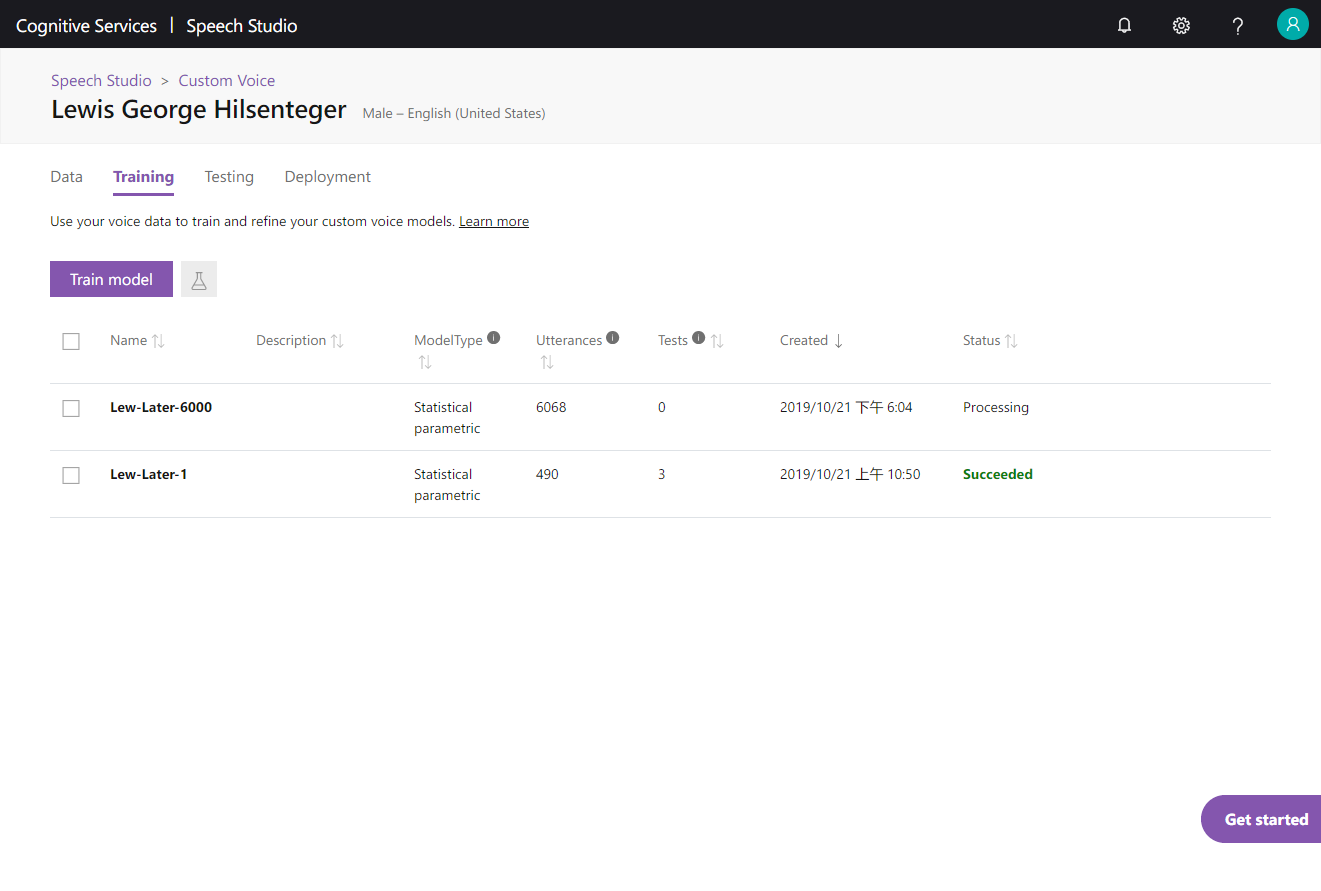 Cognitive Services | Speech Studio
Speech Studio > Custom Voice
Lewis George Hilsenteger Male – English (United States)
Data Training Testing Deployment
Use your voice data to train and refine your custom voice models. Learn more
Train model
Name Description ModelType Utterances Tests Created Status
Lew-Later-6000 Statistical parametric 6068 0 2019/10/21 下午 6:04 Processing
Lew-Later-1 Statistical parametric 490 3 2019/10/21 上午 10:50 Succeeded
Get started